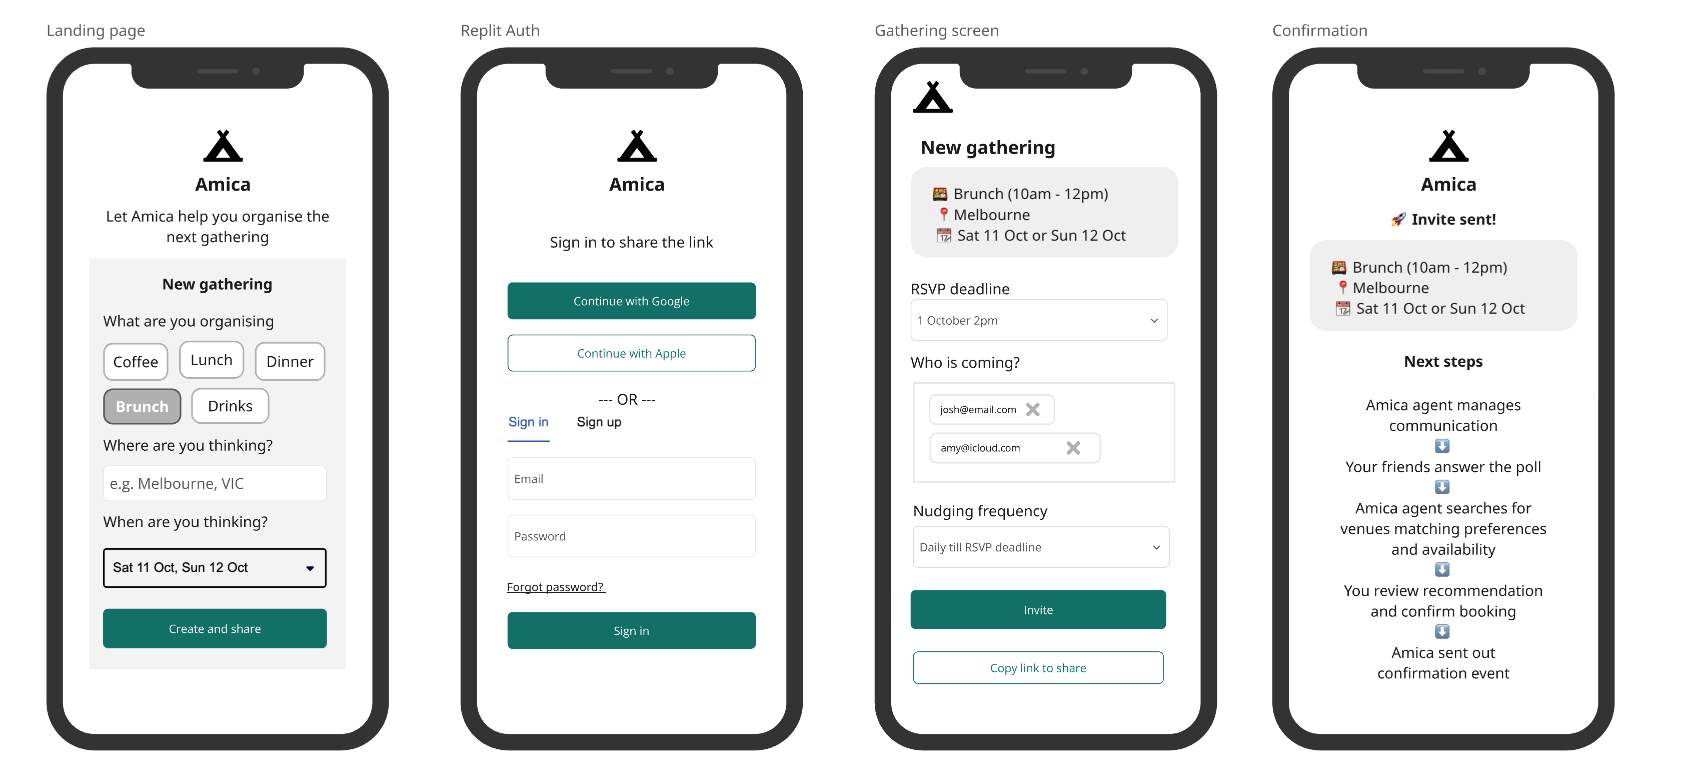 Landing page
Amica
Let Amica help you organise the
next gathering
New gathering
What are you organising
Coffee
Lunch
Dinner
Brunch
Drinks
Where are you thinking?
e.g. Melbourne, VIC
When are you thinking?
Sat 11 Oct, Sun 12 Oct
Create and share
Replit Auth
Amica
Sign in to share the link
Continue with Google
Continue with Apple
--- OR ---
Sign in
Sign up
Email
Password
Forgot password?
Sign in
Gathering screen
New gathering
🍱 Brunch (10am - 12pm)
📍 Melbourne
📆 Sat 11 Oct or Sun 12 Oct
RSVP deadline
1 October 2pm
Who is coming?
josh@email.com
amy@icloud.com
Nudging frequency
Daily till RSVP deadline
Invite
Copy link to share
Confirmation
Amica
🚀 Invite sent!
🍱 Brunch (10am - 12pm)
📍 Melbourne
📆 Sat 11 Oct or Sun 12 Oct
Next steps
Amica agent manages
communication
⬇️
Your friends answer the poll
⬇️
Amica agent searches for
venues matching preferences
and availability
⬇️
You review recommendation
and confirm booking
⬇️
Amica sent out
confirmation event